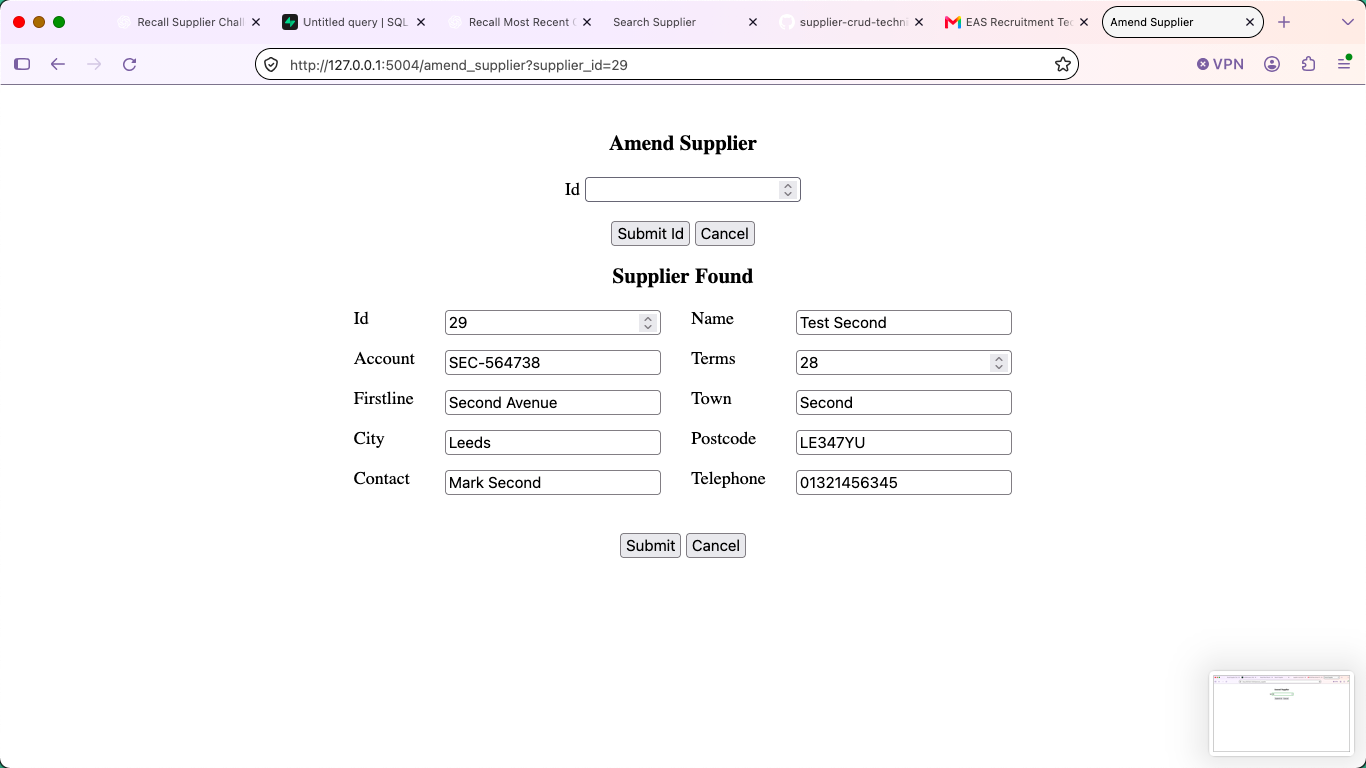 Recall Supplier Chall
Untitled query | SQL
Recall Most Recent
Search Supplier
supplier-crud-techni
EAS Recruitment Tec
Amend Supplier
http://127.0.0.1:5004/amend_supplier?supplier_id=29
VPN
Amend Supplier
Id
Submit Id Cancel
Supplier Found
Id 29 Name Test Second
Account SEC-564738 Terms 28
Firstline Second Avenue Town Second
City Leeds Postcode LE347YU
Contact Mark Second Telephone 01321456345
Submit Cancel